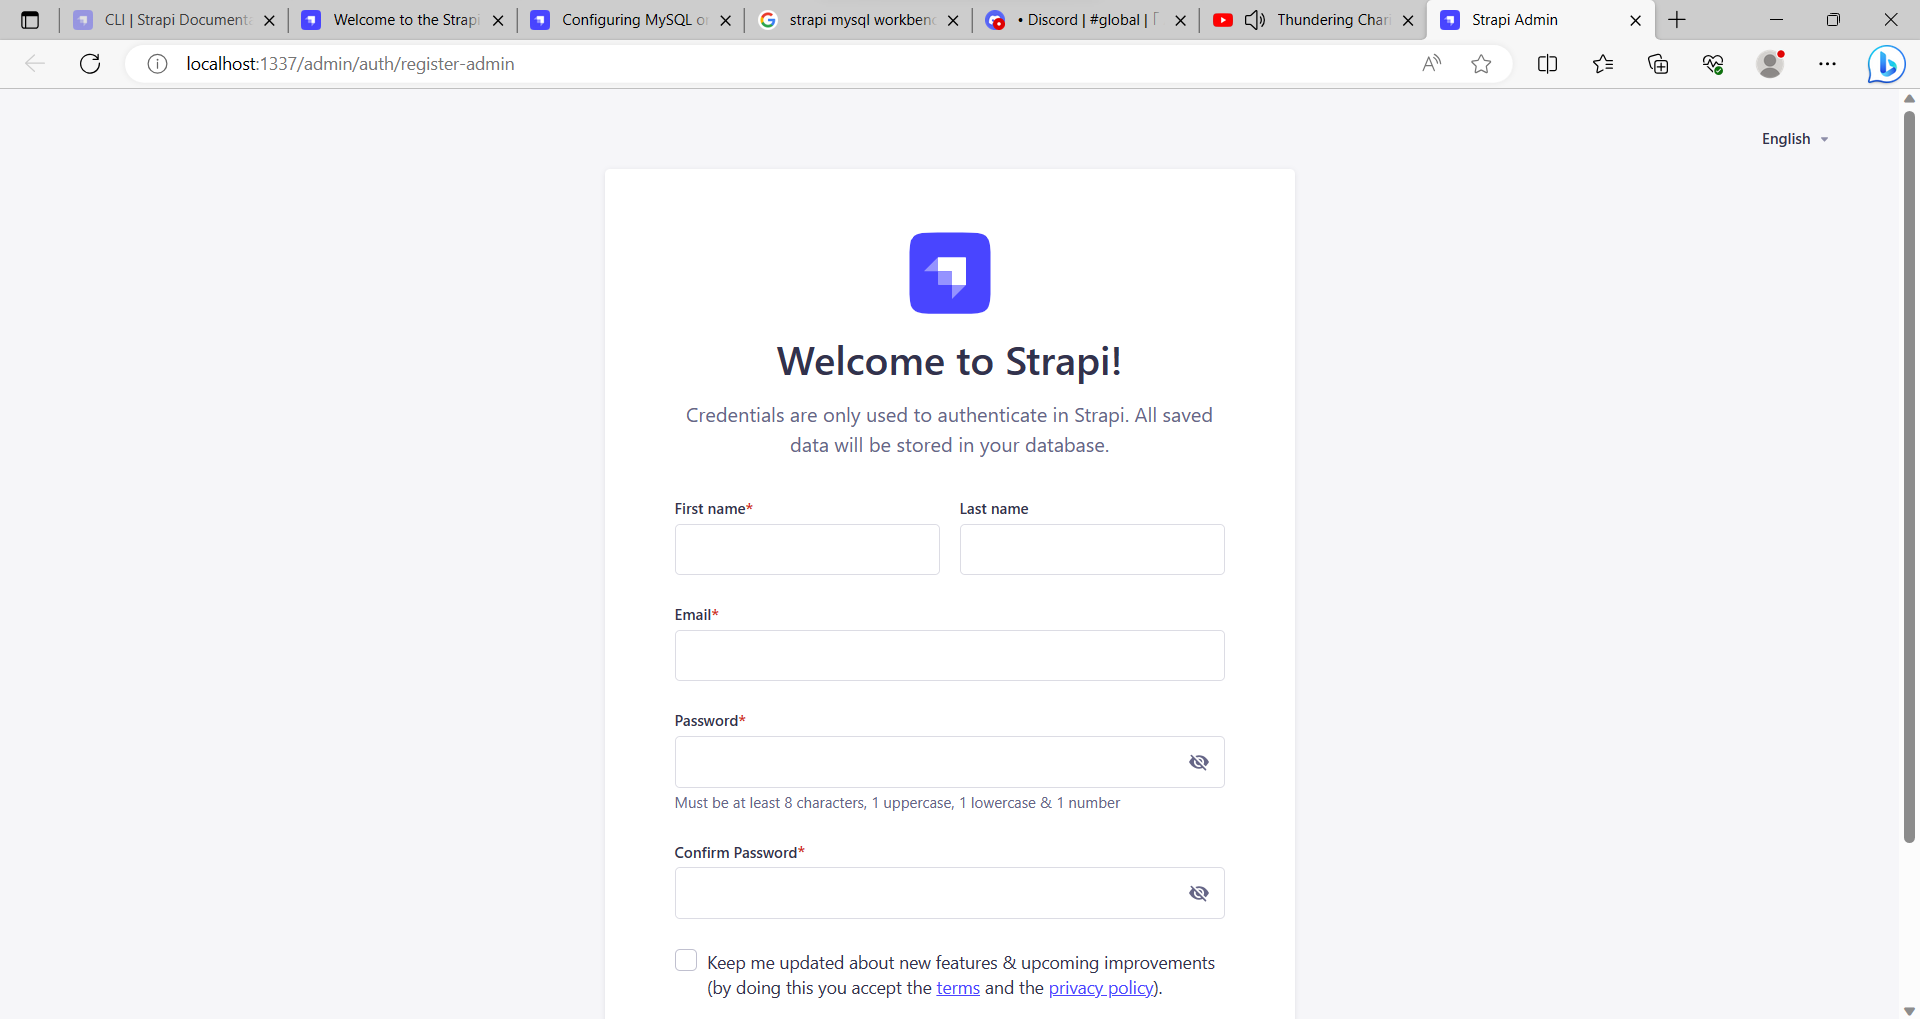 CLI | Strapi Documenta
Welcome to the Strapi
Configuring MySQL o
strapi mysql workben
• Discord | #global |
Thundering Char
Strapi Admin
localhost:1337/admin/auth/register-admin
English
Welcome to Strapi!
Credentials are only used to authenticate in Strapi. All saved
data will be stored in your database.
First name*
Last name
Email*
Password*
Must be at least 8 characters, 1 uppercase, 1 lowercase & 1 number
Confirm Password*
Keep me updated about new features & upcoming improvements
(by doing this you accept the terms and the privacy policy).